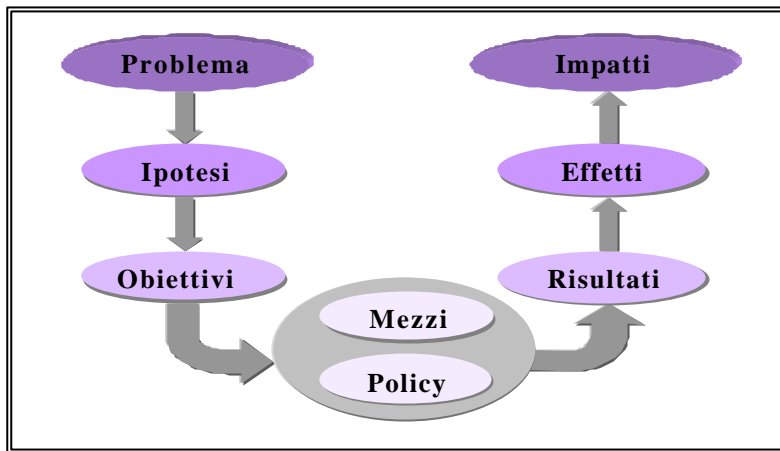 Problema
Ipotesi
Obiettivi
Mezzi
Policy
Risultati
Effetti
Impatti